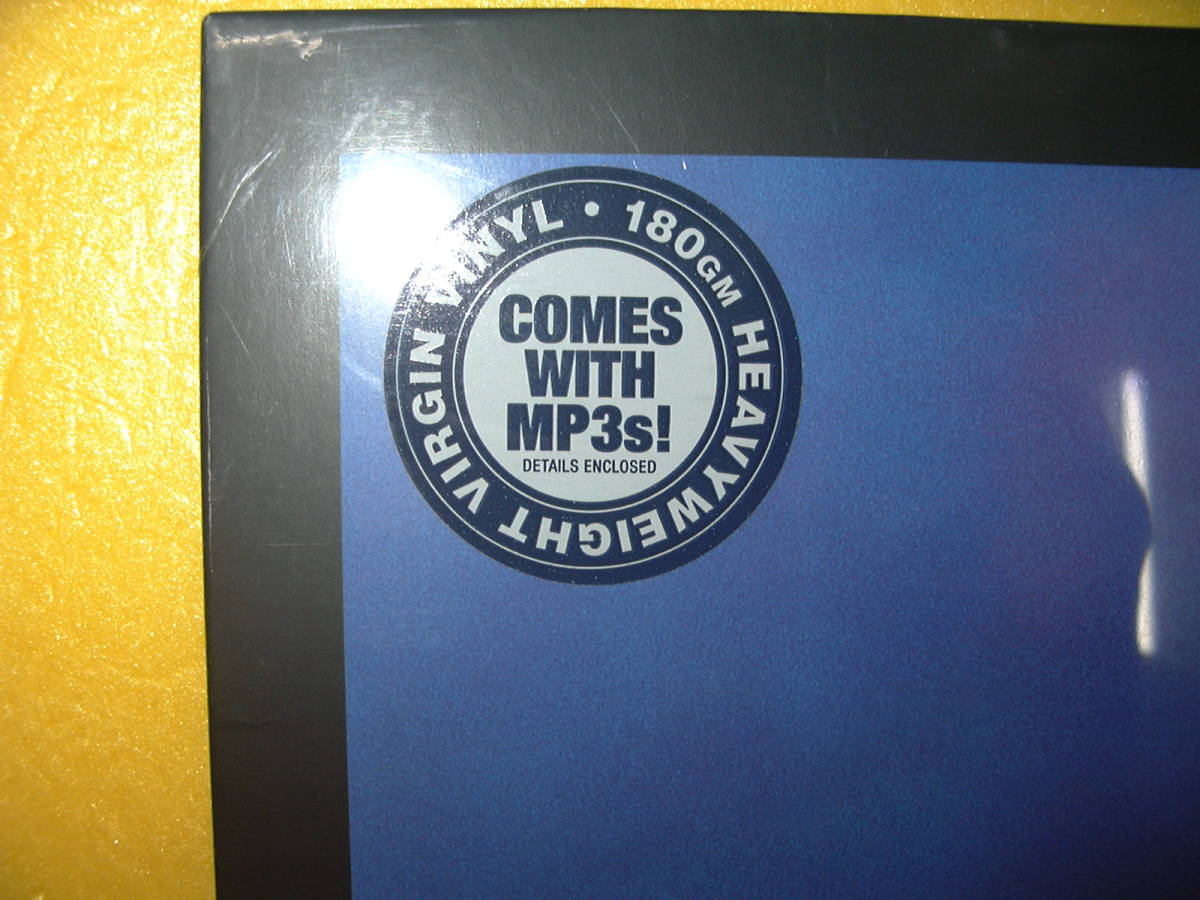 180GM HEAVYWEIGHT VIRGIN VINYL •
COMES
WITH
MP3s!
DETAILS ENCLOSED